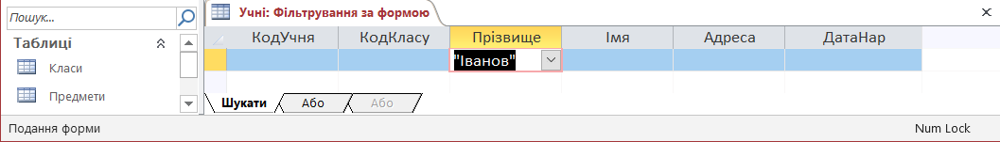 Пошук...
Таблиці
Класи
Предмети
Учні: Фільтрування за формою
КодУчня КодКласу Прізвище Імя Адреса ДатаНар
"Іванов"
Шукати Або Або
Подання форми Num Lock